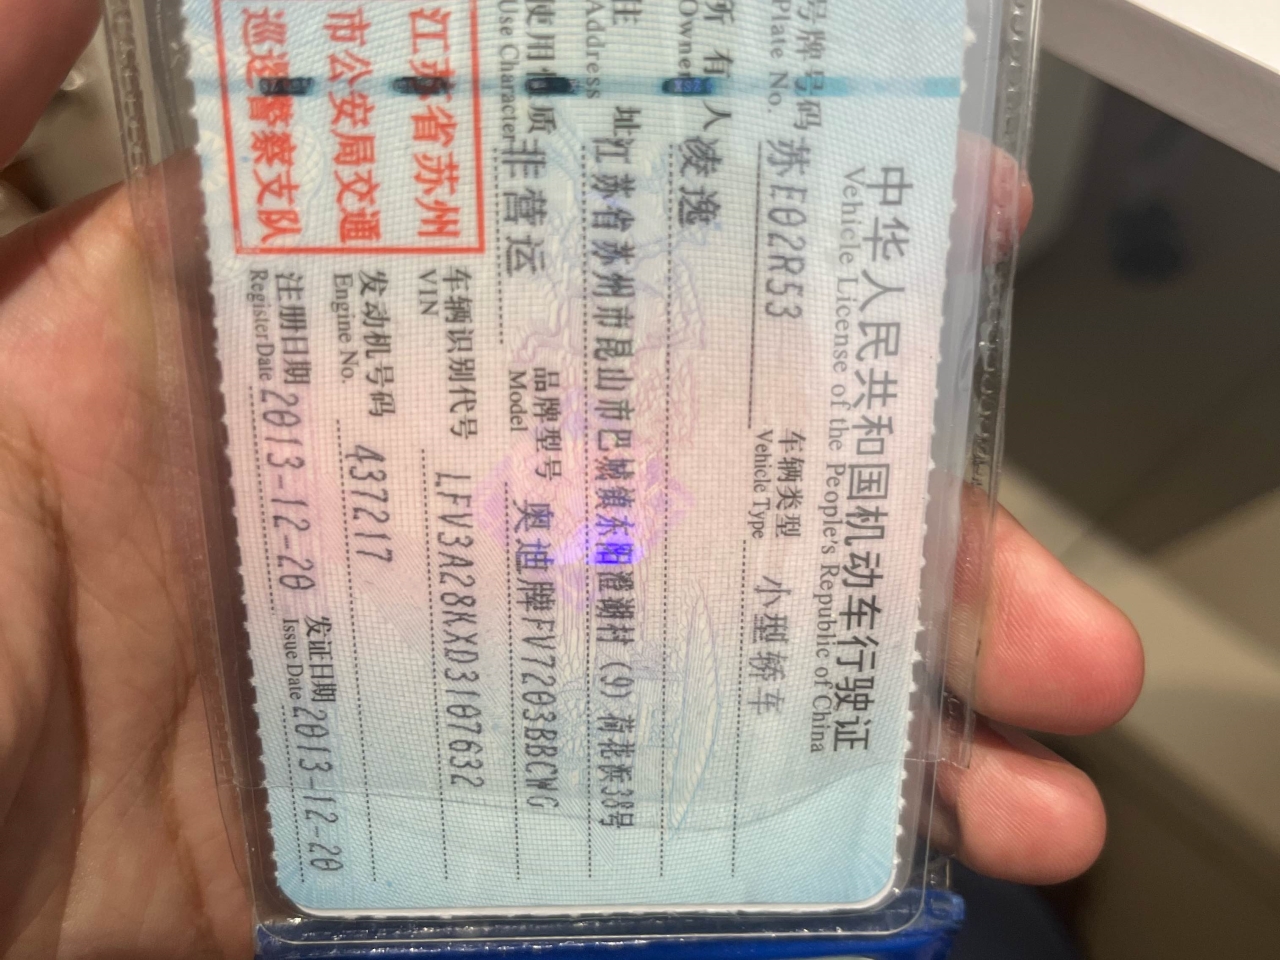 中华人民共和国机动车行驶证
Vehicle License of the People's Republic of China
号牌号码 苏E02R53 车辆类型 小型轿车
Plate No. Vehicle Type
所有人 凌逸
Owner
住址 江苏省苏州市昆山市巴城镇东阳澄湖村(9)荷花浜38号
Address
使用性质 非营运 品牌型号 奥迪牌FV7203BBCWG
Use Character Model
江苏省苏州
市公安局交通
巡逻警察支队
车辆识别代号 LFV3A28KXD3107632
VIN
发动机号码 437217
Engine No.
注册日期 2013-12-20 发证日期 2013-12-20
Register Date Issue Date